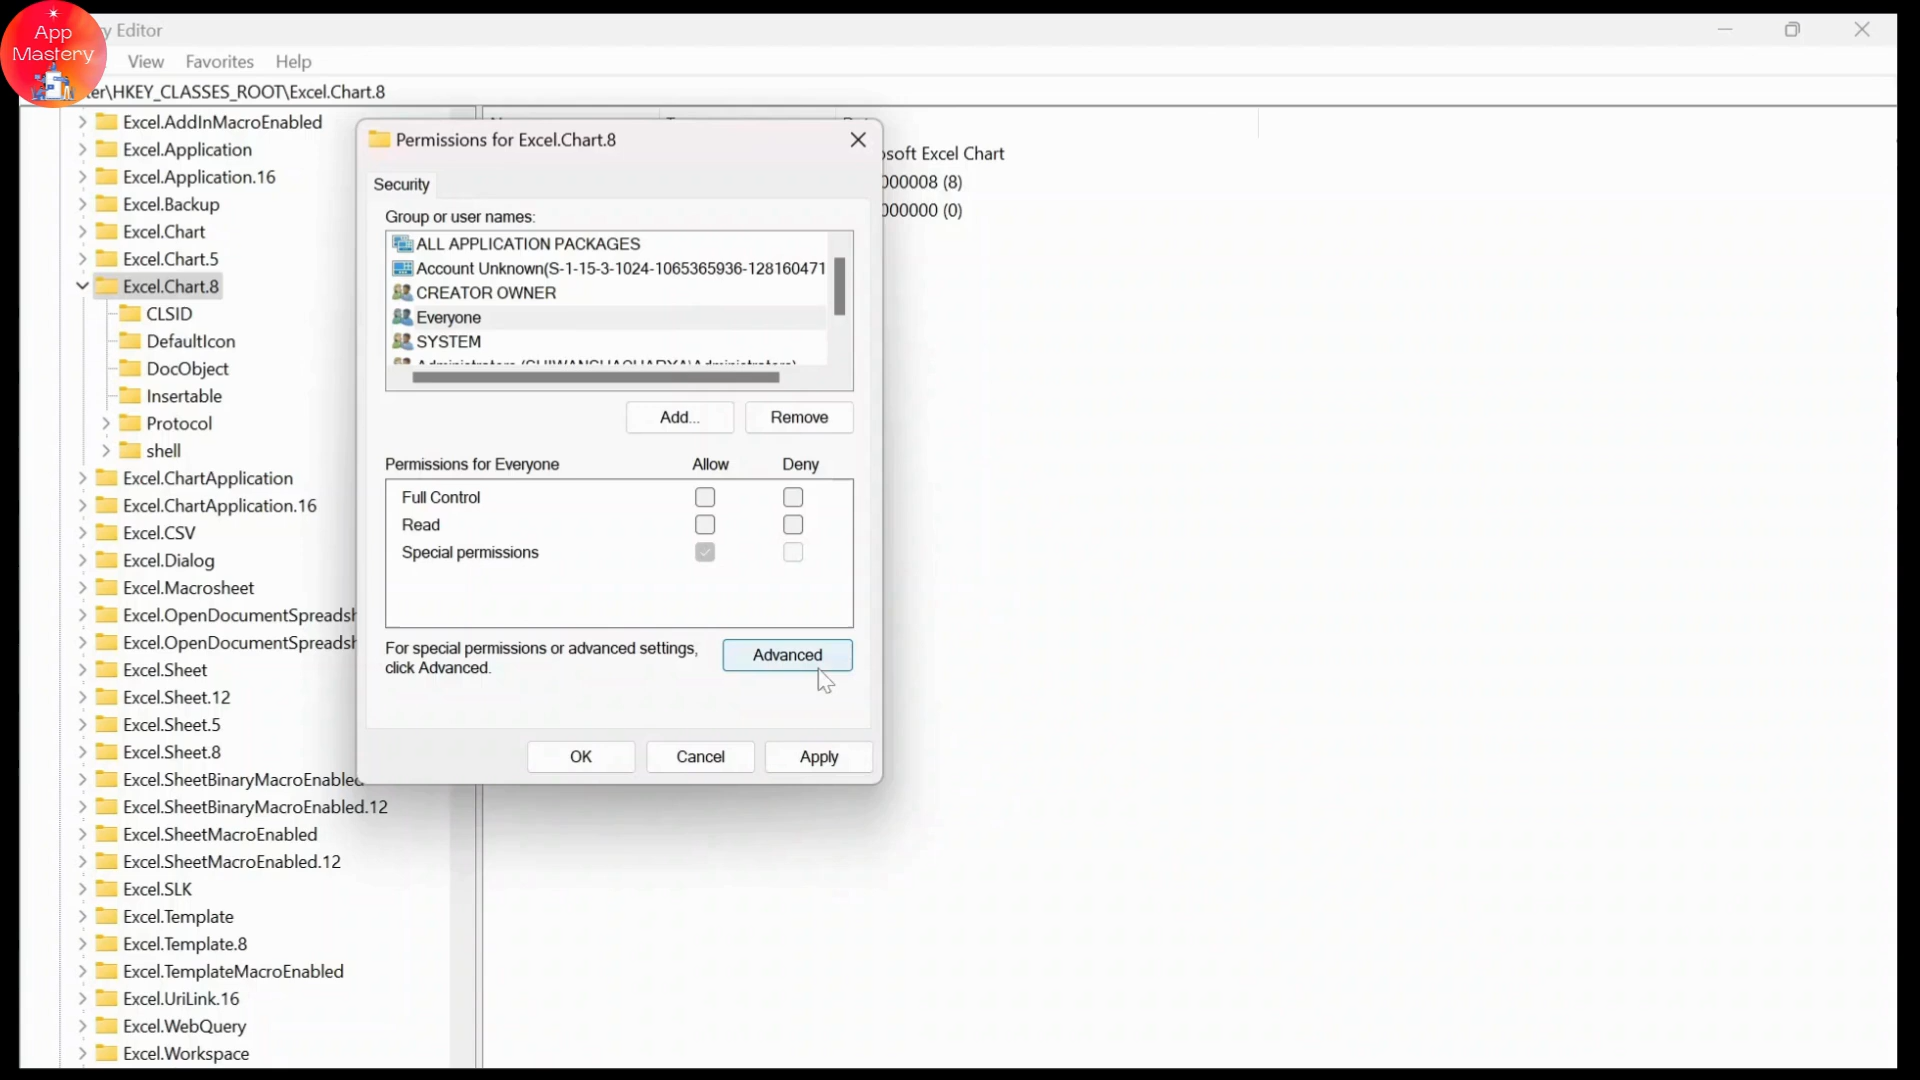 App
Mastery
y Editor
View Favorites Help
er\HKEY_CLASSES_ROOT\Excel.Chart.8
Excel.AddInMacroEnabled
Excel.Application
Excel.Application.16
Excel.Backup
Excel.Chart
Excel.Chart.5
Excel.Chart.8
CLSID
DefaultIcon
DocObject
Insertable
Protocol
shell
Excel.ChartApplication
Excel.ChartApplication.16
Excel.CSV
Excel.Dialog
Excel.Macrosheet
Excel.OpenDocumentSpreadsh
Excel.OpenDocumentSpreadsh
Excel.Sheet
Excel.Sheet.12
Excel.Sheet.5
Excel.Sheet.8
Excel.SheetBinaryMacroEnabled
Excel.SheetBinaryMacroEnabled.12
Excel.SheetMacroEnabled
Excel.SheetMacroEnabled.12
Excel.SLK
Excel.Template
Excel.Template.8
Excel.TemplateMacroEnabled
Excel.UriLink.16
Excel.WebQuery
Excel.Workspace
Permissions for Excel.Chart.8
Security
Group or user names:
ALL APPLICATION PACKAGES
Account Unknown(S-1-15-3-1024-1065365936-128160471
CREATOR OWNER
Everyone
SYSTEM
Add... Remove
Permissions for Everyone Allow Deny
Full Control
Read
Special permissions
For special permissions or advanced settings,
click Advanced.
Advanced
OK Cancel Apply
osoft Excel Chart
000008 (8)
000000 (0)